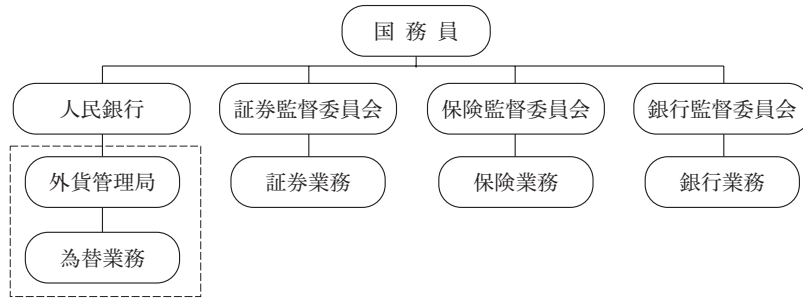 国 務 員
人民銀行
証券監督委員会
保険監督委員会
銀行監督委員会
外貨管理局
証券業務
保険業務
銀行業務
為替業務